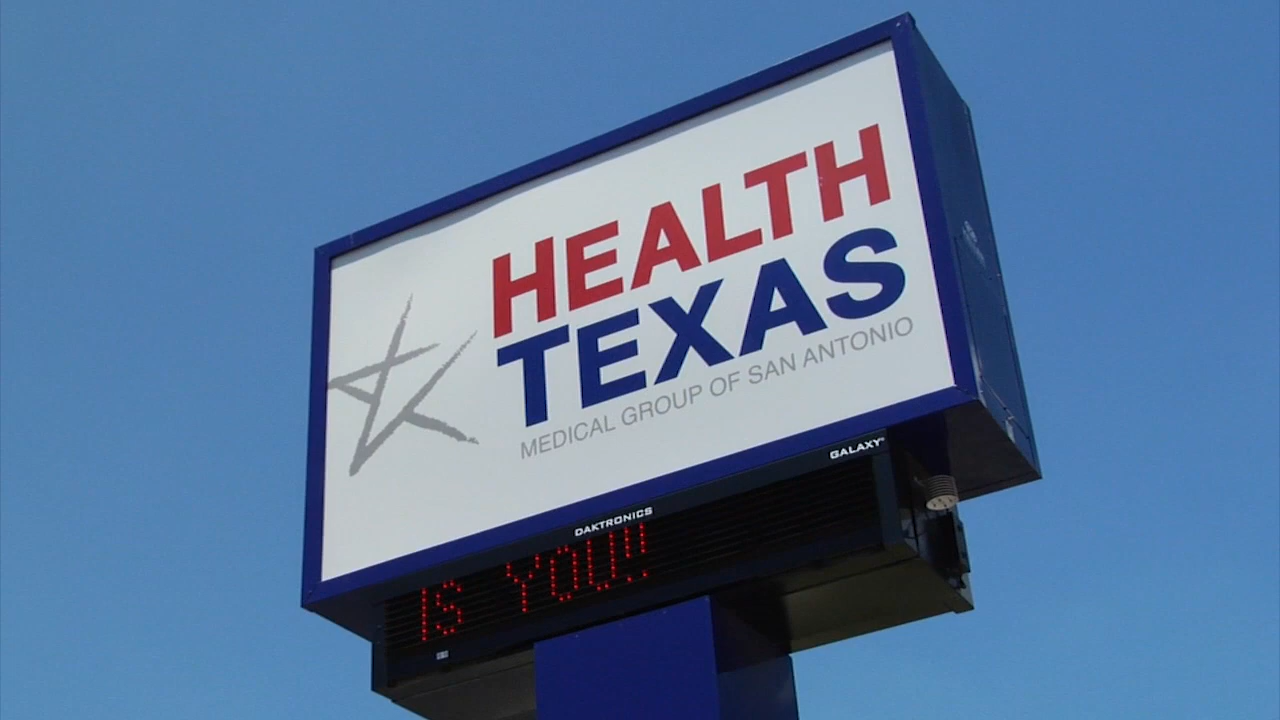 HEALTH
TEXAS
MEDICAL GROUP OF SAN ANTONIO
GALAXY®
DAKTRONICS
IS YOU!!